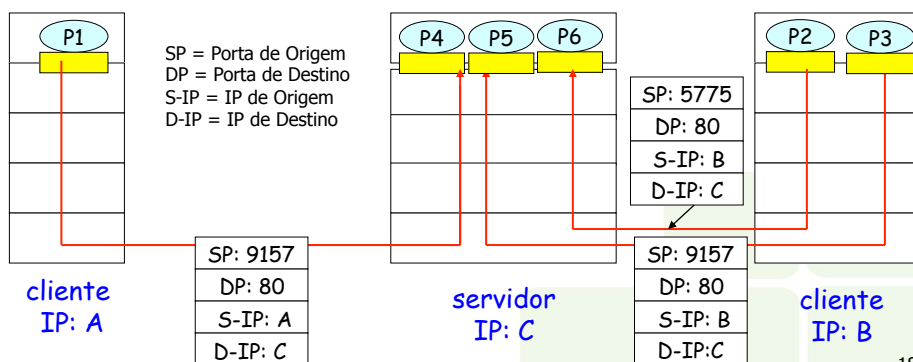 P1
SP = Porta de Origem
DP = Porta de Destino
S-IP = IP de Origem
D-IP = IP de Destino
P4
P5
P6
P2
P3
SP: 5775
DP: 80
S-IP: B
D-IP: C
SP: 9157
DP: 80
S-IP: A
D-IP: C
SP: 9157
DP: 80
S-IP: B
D-IP:C
cliente
IP: A
servidor
IP: C
cliente
IP: B